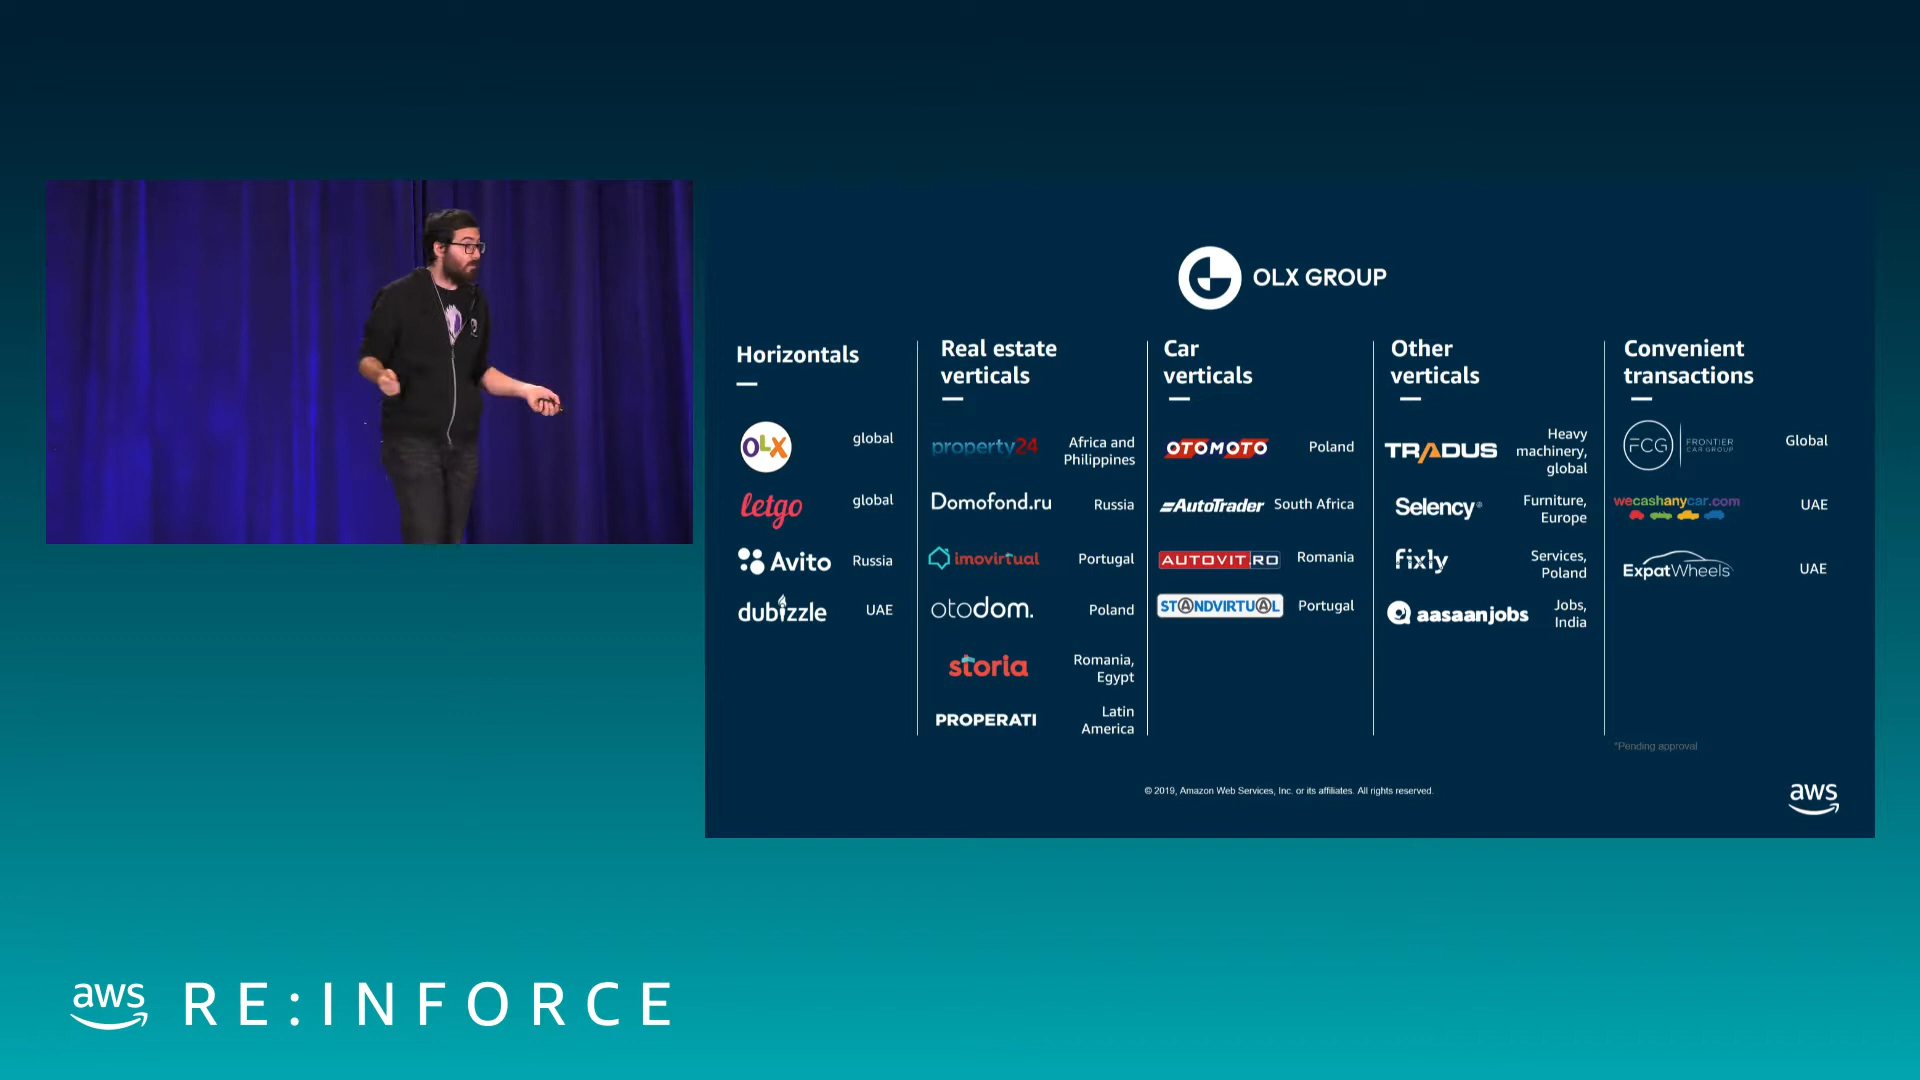 OLX GROUP
Horizontals
OLX
global
letgo
global
Avito
Russia
dubizzle
UAE
Real estate
verticals
property24
Africa and
Philippines
Domofond.ru
Russia
imovirtual
Portugal
otodom.
Poland
storia
Romania,
Egypt
PROPERATI
Latin
America
Car
verticals
OTOMOTO
Poland
AutoTrader
South Africa
AUTOVIT.RO
Romania
STANDVIRTUAL
Portugal
Other
verticals
TRADUS
Heavy
machinery,
global
Selency®
Furniture,
Europe
fixly
Services,
Poland
aasaanjobs
Jobs,
India
Convenient
transactions
FCG
FRONTIER
CAR GROUP
Global
wecashanycar.com
UAE
ExpatWheels
UAE
*Pending approval
© 2019, Amazon Web Services, Inc. or its affiliates. All rights reserved.
aws
aws RE:INFORCE